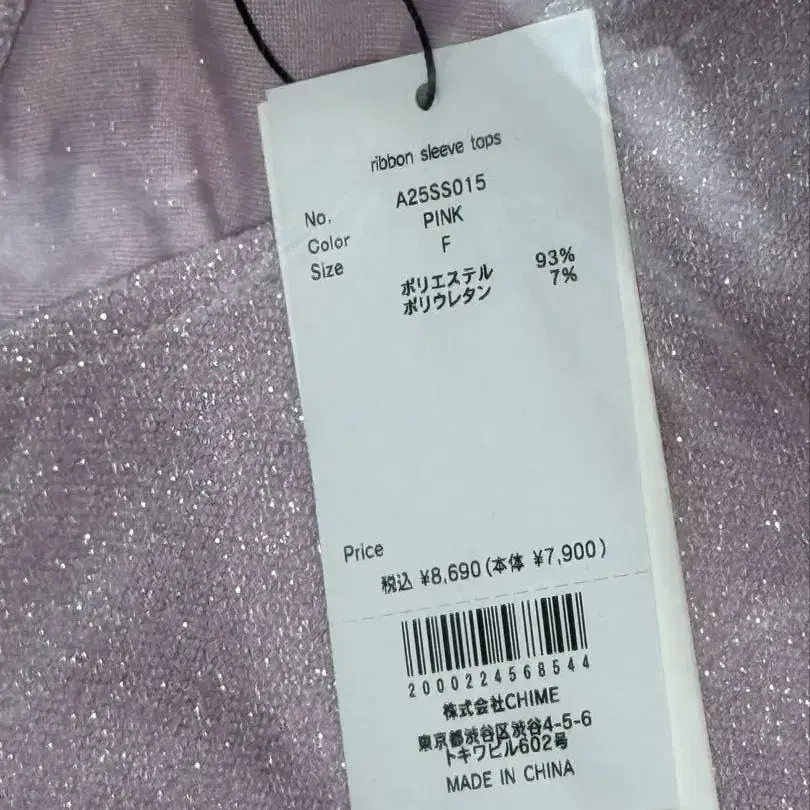 ribbon sleeve tops
No. A25SS015
Color PINK
Size F
ポリエステル 93%
ポリウレタン 7%
Price
税込 ¥8,690(本体 ¥7,900)
2000224568544
株式会社CHIME
東京都渋谷区渋谷4-5-6
トキワビル602号
MADE IN CHINA